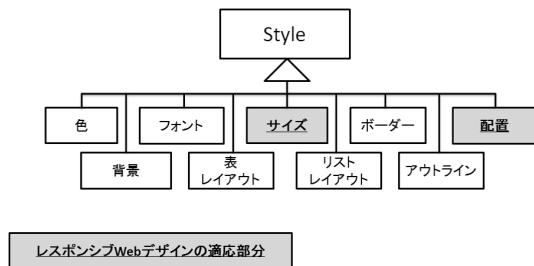 Style
色
フォント
サイズ
ボーダー
配置
背景
表
レイアウト
リスト
レイアウト
アウトライン
レスポンシブWebデザインの適応部分